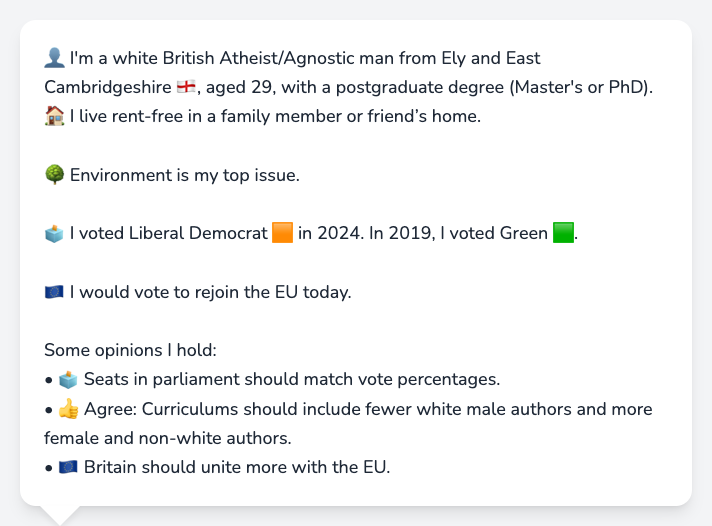 👤 I'm a white British Atheist/Agnostic man from Ely and East
Cambridgeshire 🏴󠁧󠁢󠁥󠁮󠁧󠁿, aged 29, with a postgraduate degree (Master's or PhD).
🏠 I live rent-free in a family member or friend’s home.
🌳 Environment is my top issue.
🗳️ I voted Liberal Democrat 🟧 in 2024. In 2019, I voted Green 🟩.
🇪🇺 I would vote to rejoin the EU today.
Some opinions I hold:
• 🗳️ Seats in parliament should match vote percentages.
• 👍 Agree: Curriculums should include fewer white male authors and more
female and non-white authors.
• 🇪🇺 Britain should unite more with the EU.